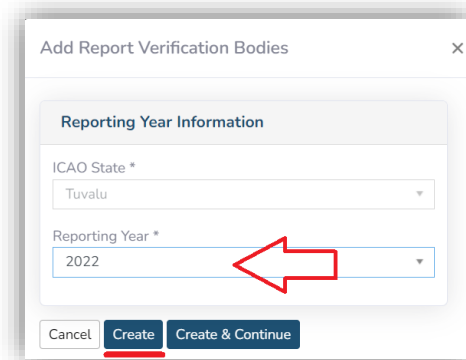 Add Report Verification Bodies
Reporting Year Information
ICAO State *
Tuvalu
Reporting Year *
2022
Cancel Create Create & Continue